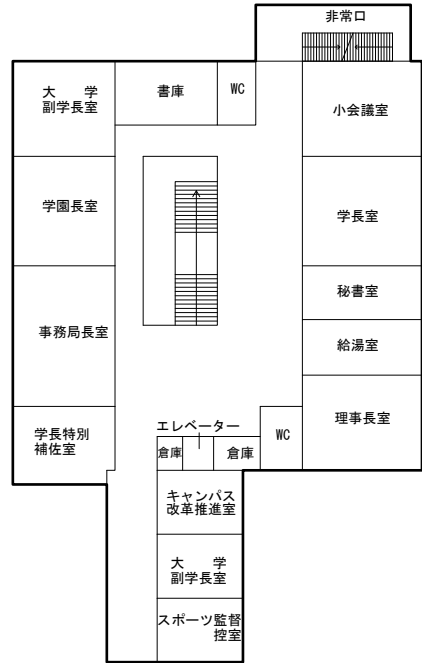 非常口
大　　学
副学長室
書庫
WC
小会議室
学園長室
学長室
秘書室
事務局長室
給湯室
理事長室
学長特別
補佐室
エレベーター
倉庫
倉庫
WC
キャンパス
改革推進室
大　　学
副学長室
スポーツ監督
控室